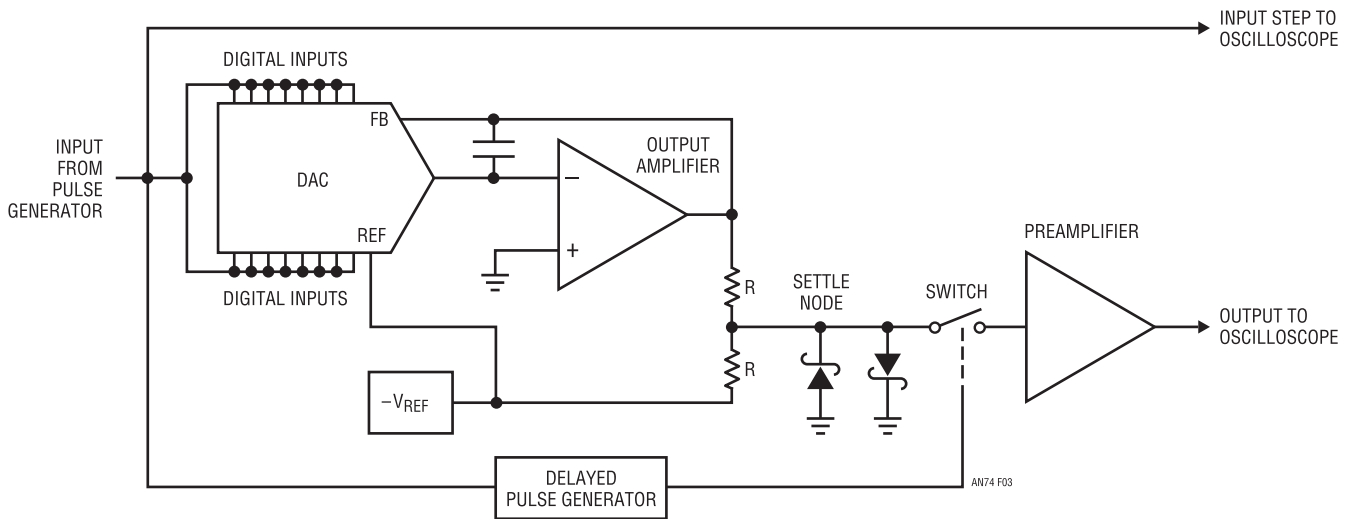 INPUT STEP TO
OSCILLOSCOPE
DIGITAL INPUTS
FB
INPUT
FROM
PULSE
GENERATOR
DAC
REF
DIGITAL INPUTS
OUTPUT
AMPLIFIER
−
+
R
R
SETTLE
NODE
SWITCH
PREAMPLIFIER
OUTPUT TO
OSCILLOSCOPE
−VREF
DELAYED
PULSE GENERATOR
AN74 F03